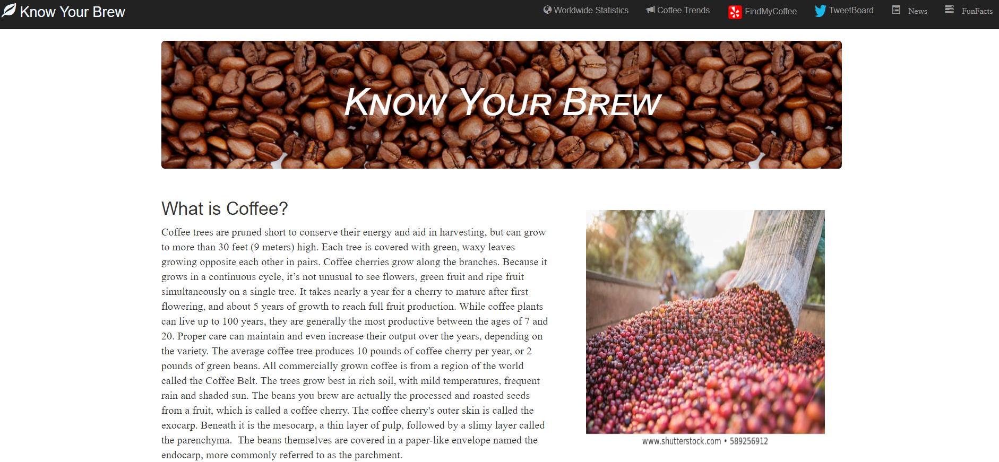 Know Your Brew
Worldwide Statistics
Coffee Trends
FindMyCoffee
TweetBoard
News
FunFacts
Know Your Brew
What is Coffee?
Coffee trees are pruned short to conserve their energy and aid in harvesting, but can grow
to more than 30 feet (9 meters) high. Each tree is covered with green, waxy leaves
growing opposite each other in pairs. Coffee cherries grow along the branches. Because it
grows in a continuous cycle, it’s not unusual to see flowers, green fruit and ripe fruit
simultaneously on a single tree. It takes nearly a year for a cherry to mature after first
flowering, and about 5 years of growth to reach full fruit production. While coffee plants
can live up to 100 years, they are generally the most productive between the ages of 7 and
20. Proper care can maintain and even increase their output over the years, depending on
the variety. The average coffee tree produces 10 pounds of coffee cherry per year, or 2
pounds of green beans. All commercially grown coffee is from a region of the world
called the Coffee Belt. The trees grow best in rich soil, with mild temperatures, frequent
rain and shaded sun. The beans you brew are actually the processed and roasted seeds
from a fruit, which is called a coffee cherry. The coffee cherry's outer skin is called the
exocarp. Beneath it is the mesocarp, a thin layer of pulp, followed by a slimy layer called
the parenchyma.  The beans themselves are covered in a paper-like envelope named the
endocarp, more commonly referred to as the parchment.
shutterstock
www.shutterstock.com • 589256912